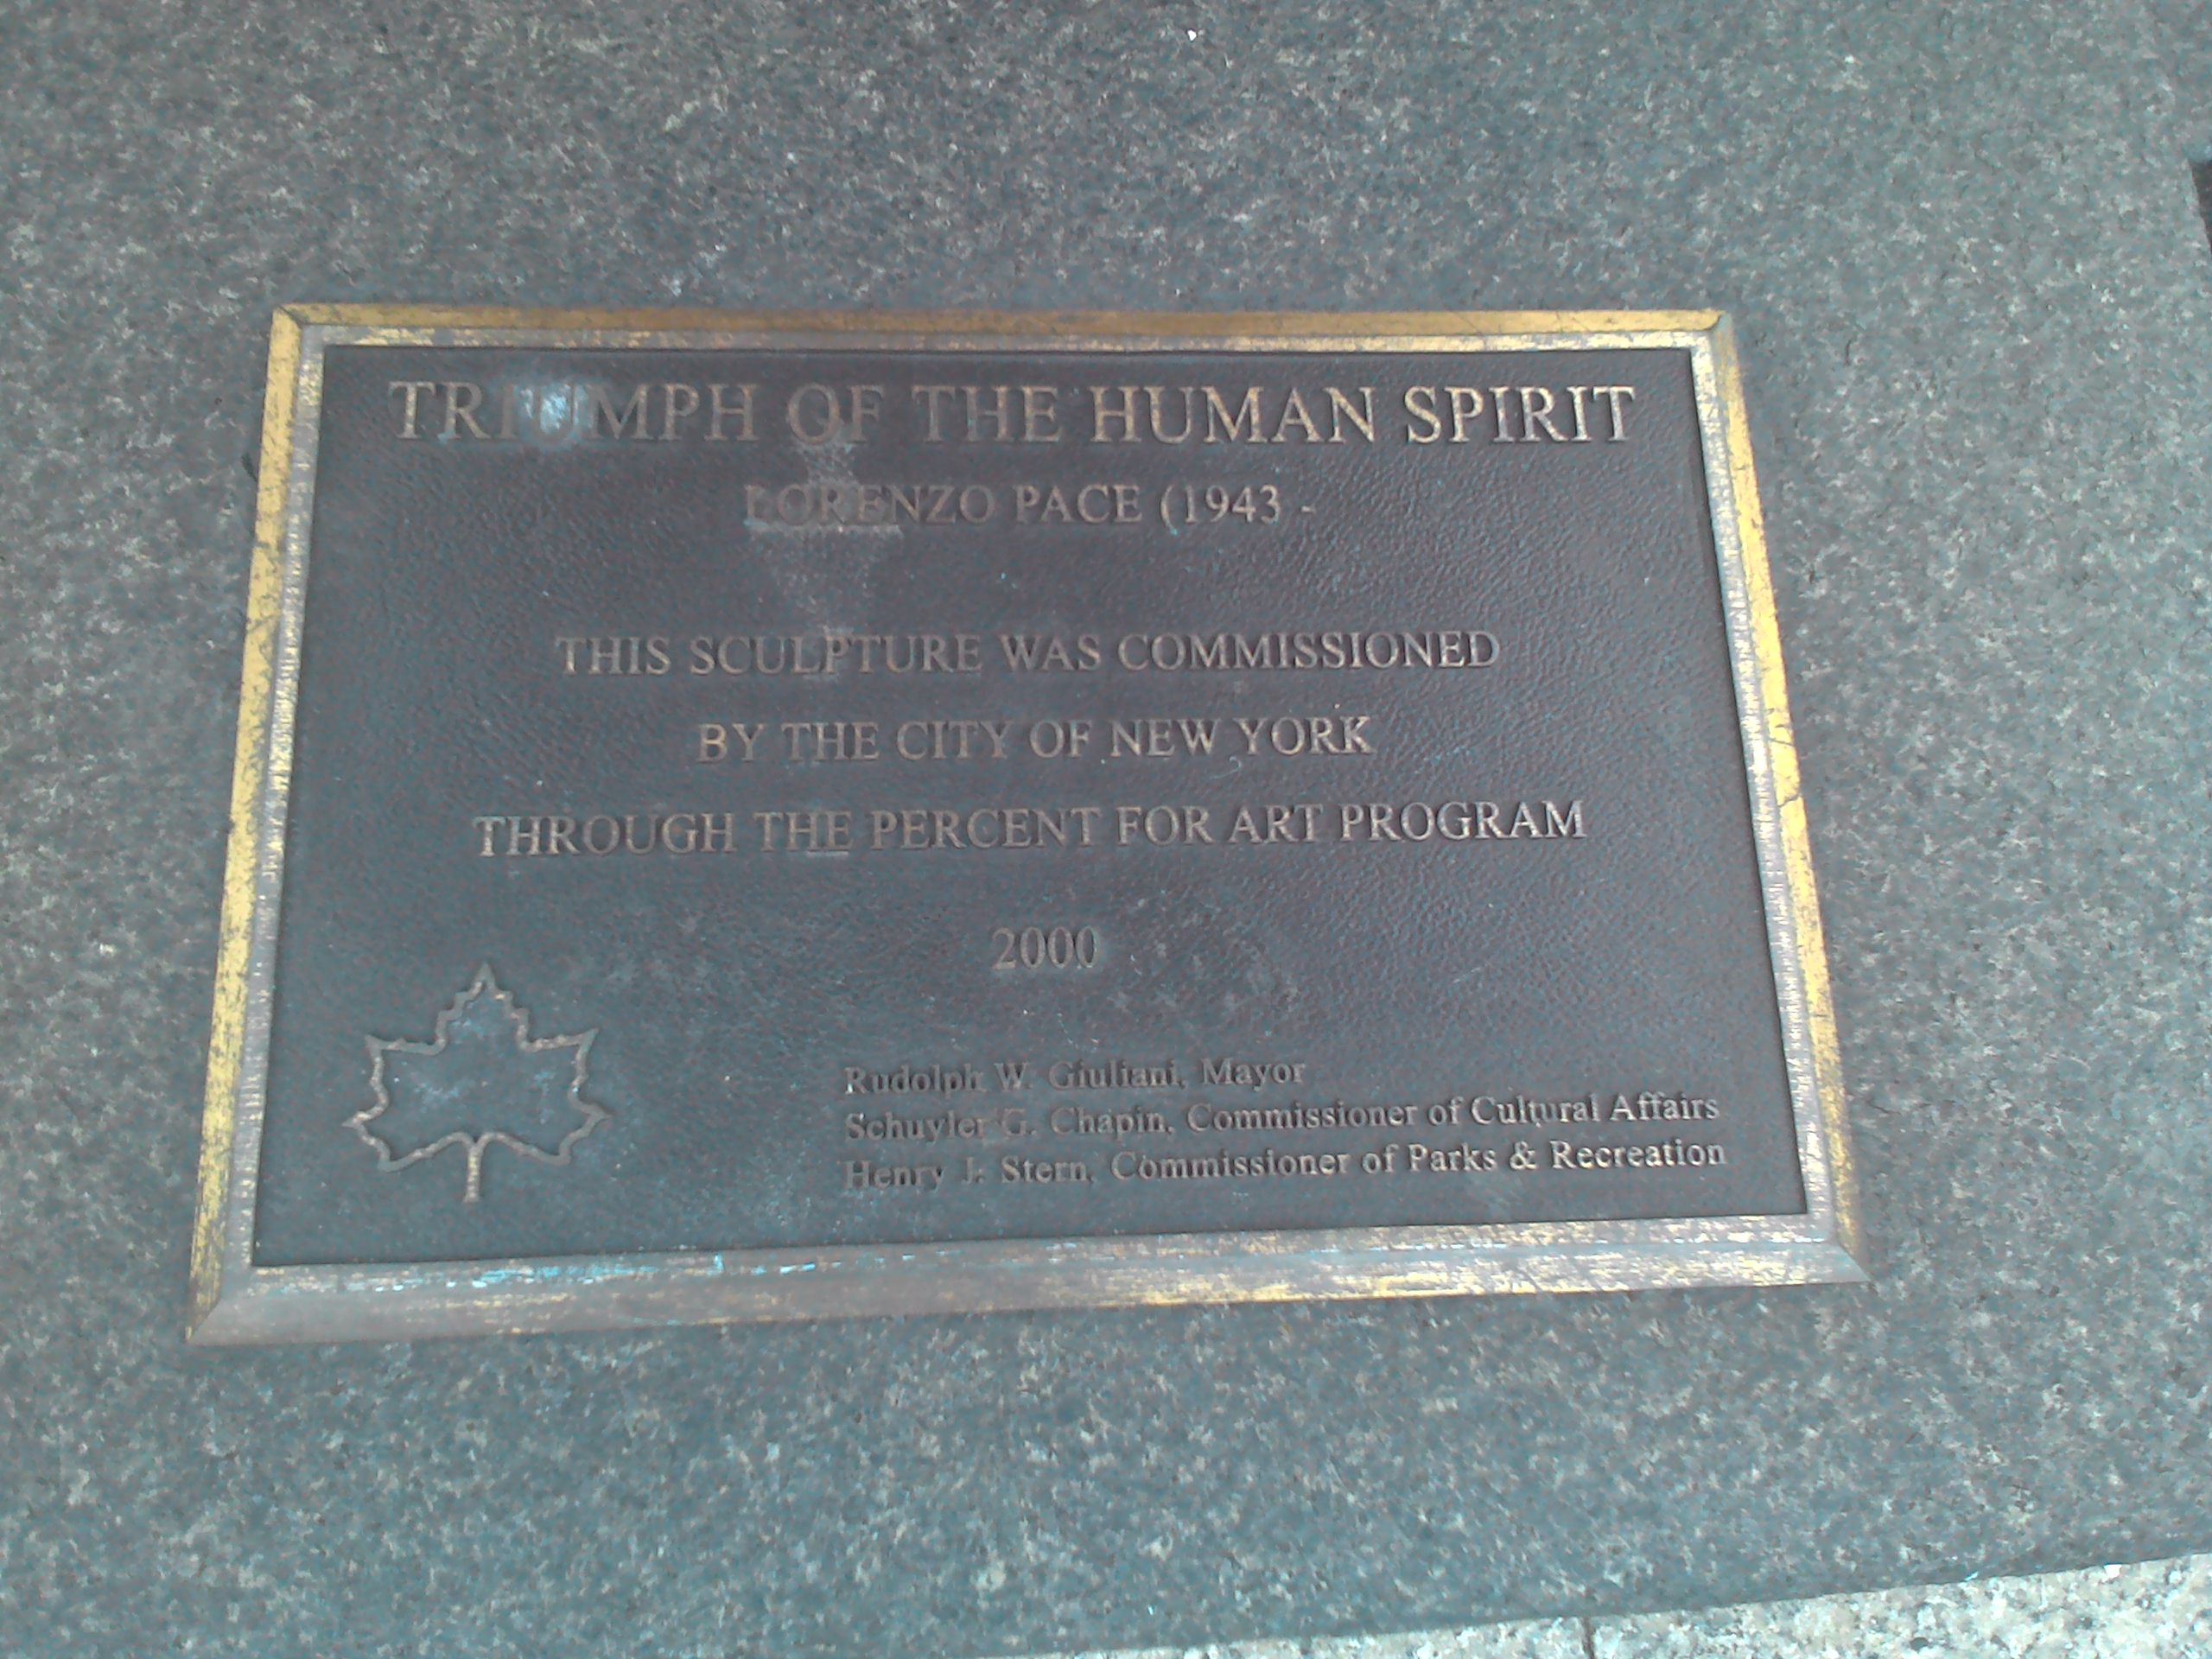 TRIUMPH OF THE HUMAN SPIRIT
LORENZO PACE (1943 -
THIS SCULPTURE WAS COMMISSIONED
BY THE CITY OF NEW YORK
THROUGH THE PERCENT FOR ART PROGRAM
2000
Rudolph W. Giuliani, Mayor
Schuyler G. Chapin, Commissioner of Cultural Affairs
Henry J. Stern, Commissioner of Parks & Recreation